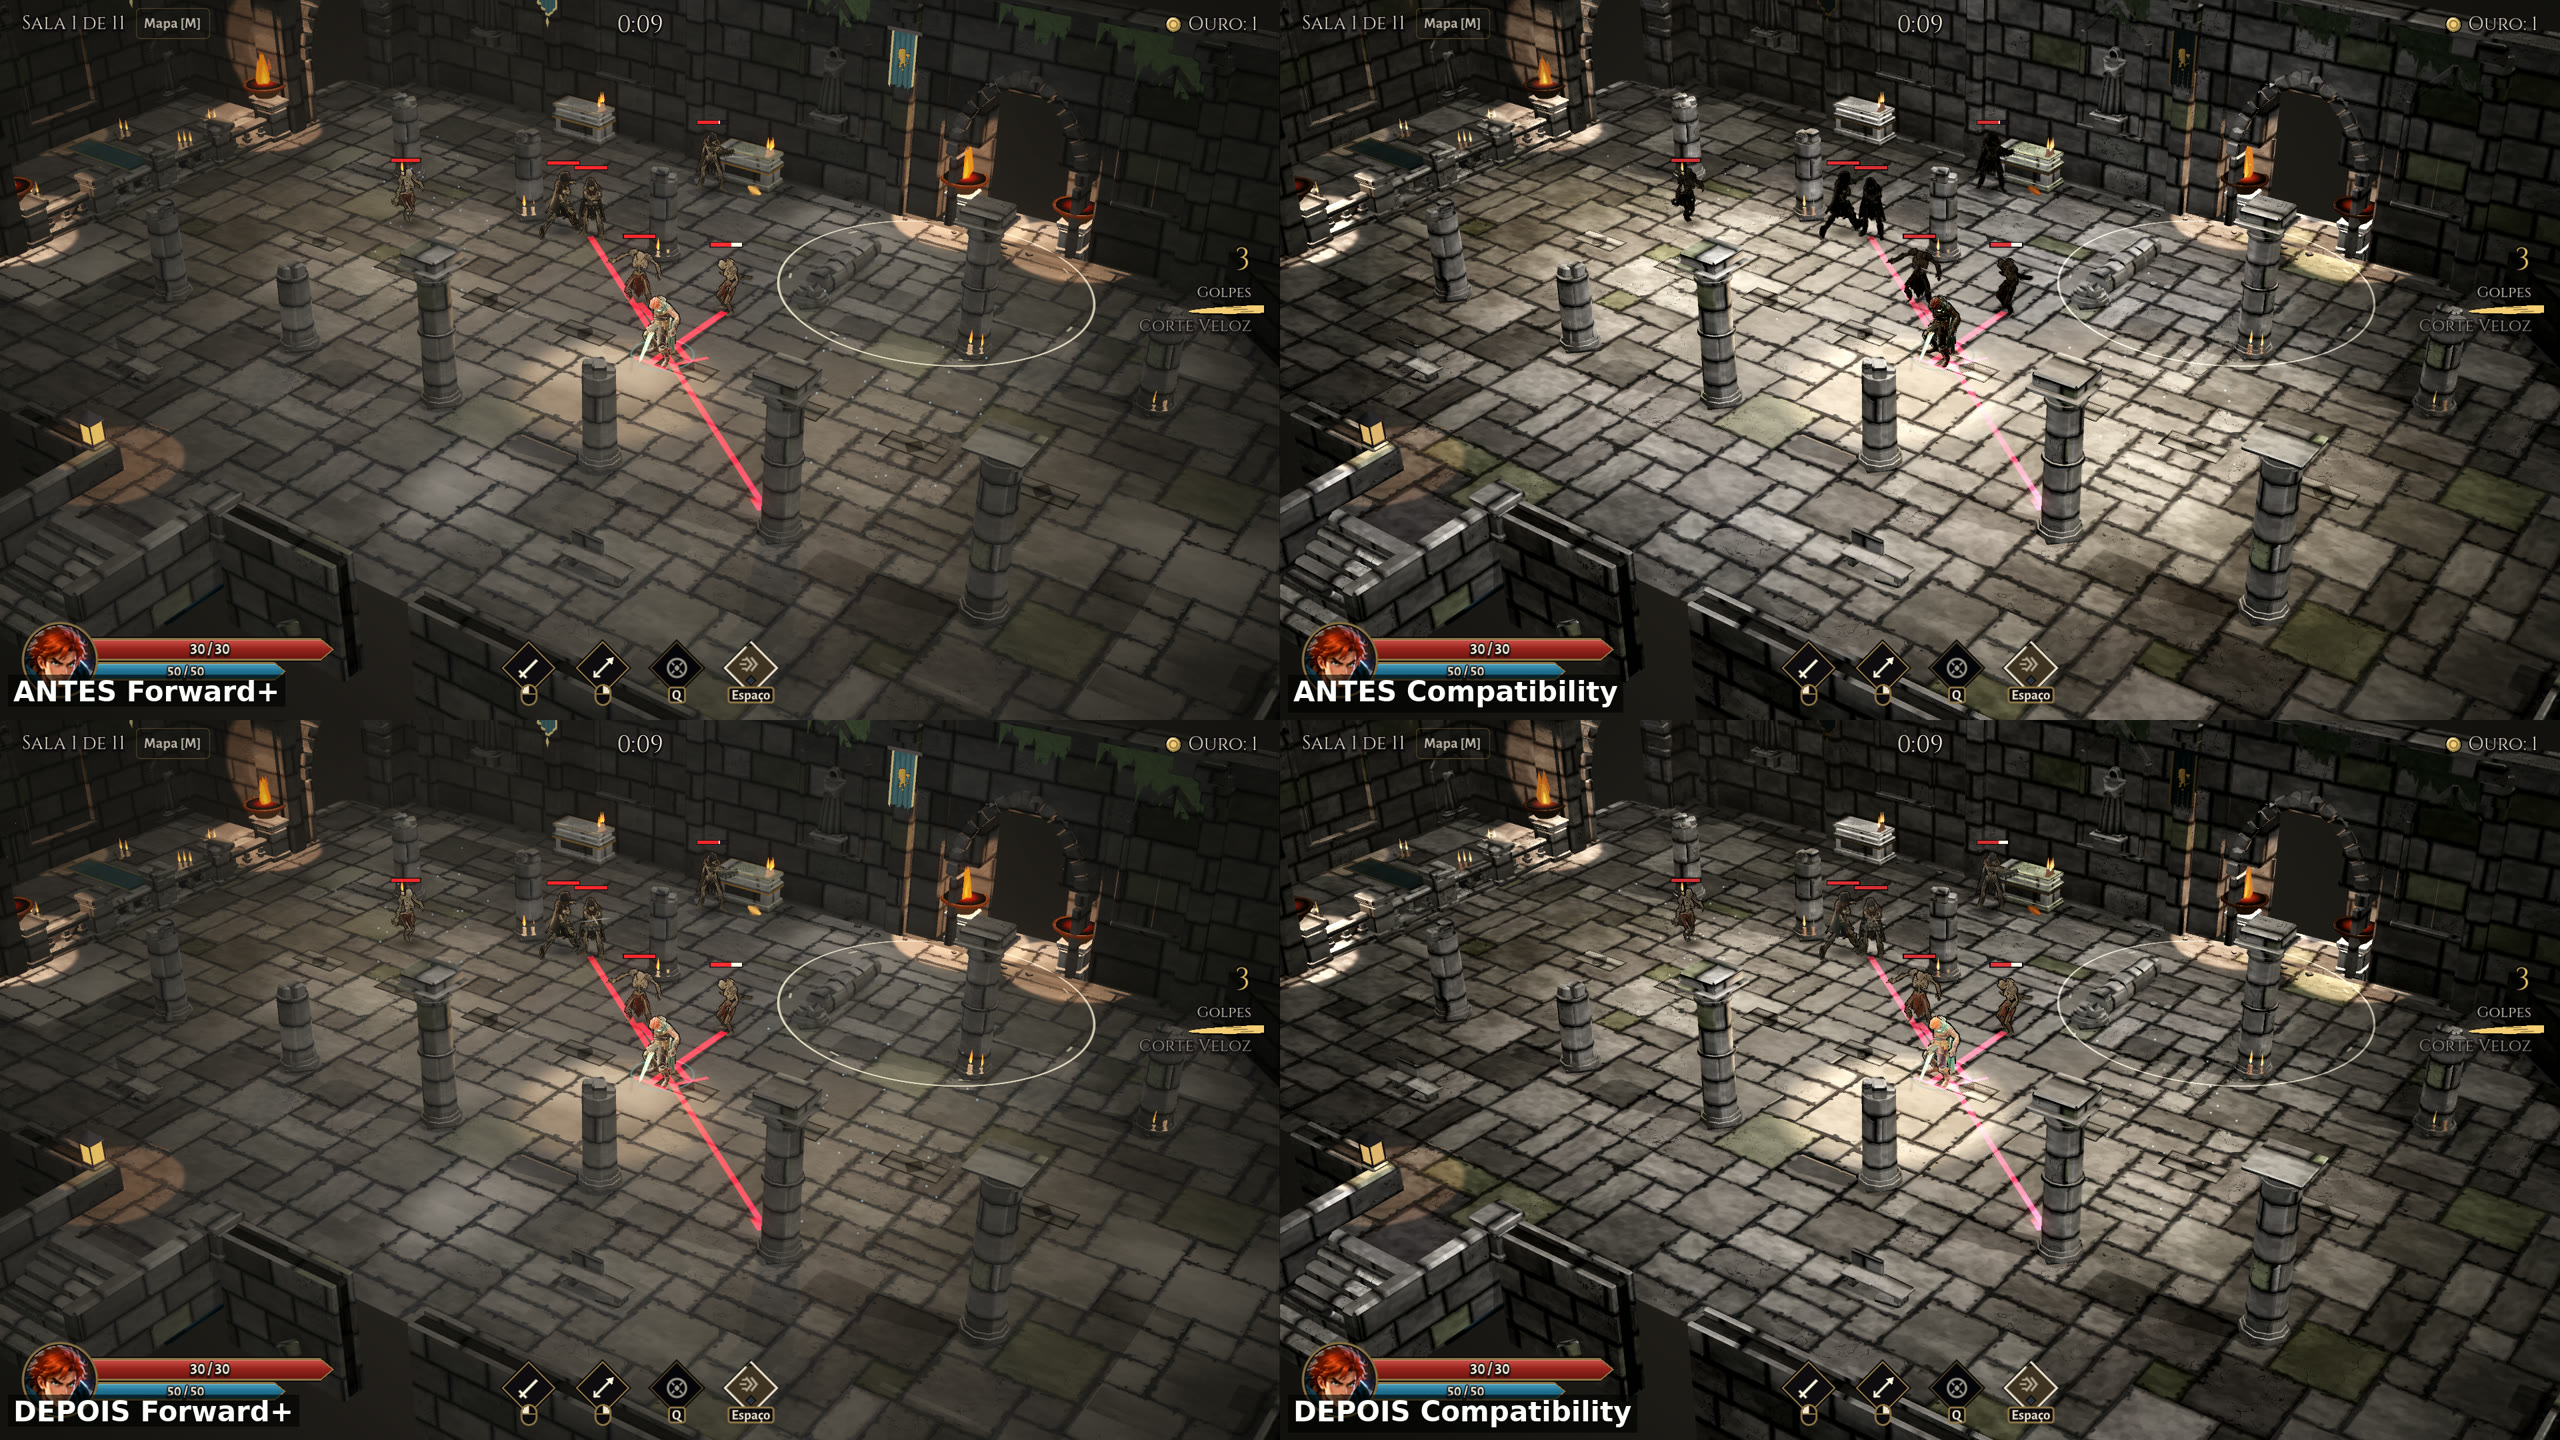 SALA 1 DE 11 Mapa [M] 0:09 OURO: 1
3
GOLPES
CORTE VELOZ
30/30
50/50
Q Espaço
ANTES Forward+
SALA 1 DE 11 Mapa [M] 0:09 OURO: 1
3
GOLPES
CORTE VELOZ
30/30
50/50
Q Espaço
ANTES Compatibility
SALA 1 DE 11 Mapa [M] 0:09 OURO: 1
3
GOLPES
CORTE VELOZ
30/30
50/50
Q Espaço
DEPOIS Forward+
SALA 1 DE 11 Mapa [M] 0:09 OURO: 1
3
GOLPES
CORTE VELOZ
30/30
50/50
Q Espaço
DEPOIS Compatibility